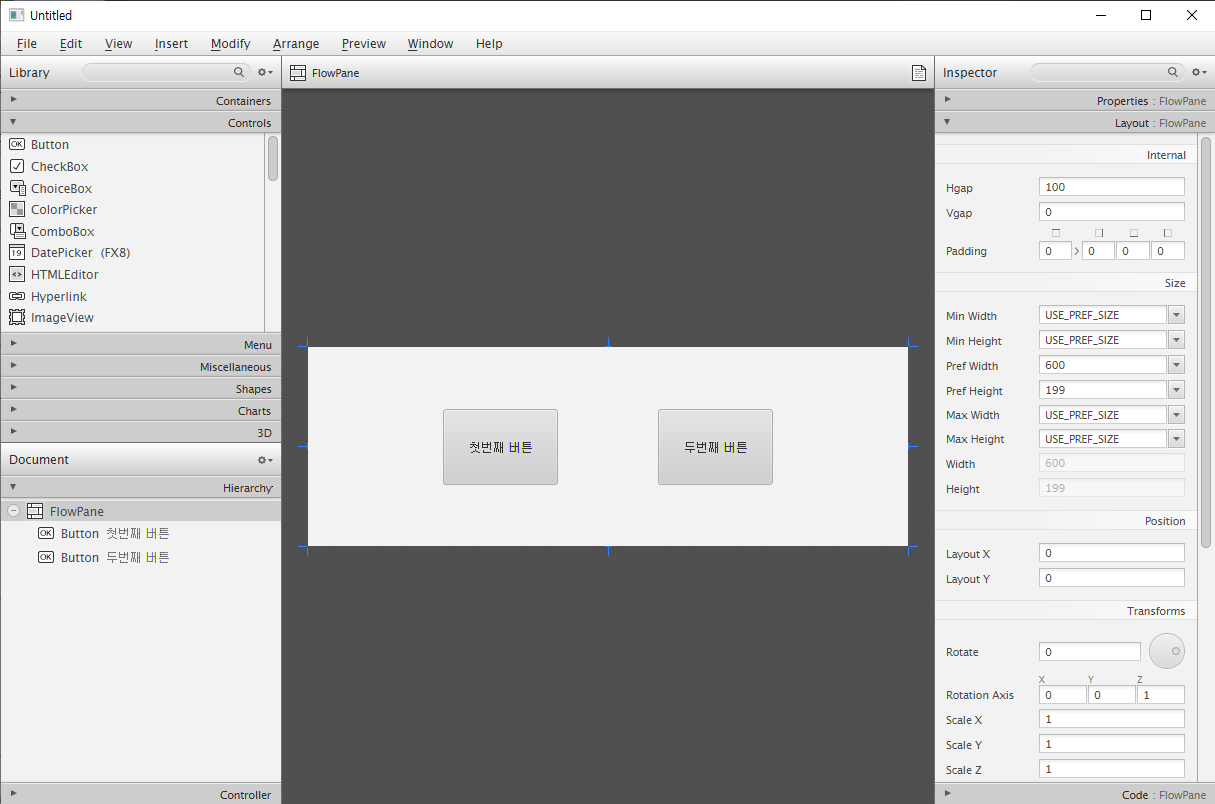 Untitled
File Edit View Insert Modify Arrange Preview Window Help
Library
Containers
Controls
OK Button
CheckBox
ChoiceBox
ColorPicker
ComboBox
19 DatePicker (FX8)
HTMLEditor
Hyperlink
ImageView
Menu
Miscellaneous
Shapes
Charts
3D
Document
Hierarchy
FlowPane
OK Button 첫번째 버튼
OK Button 두번째 버튼
Controller
FlowPane
첫번째 버튼 두번째 버튼
Inspector
Properties : FlowPane
Layout : FlowPane
Internal
Hgap 100
Vgap 0
Padding 0 > 0 0 0
Size
Min Width USE_PREF_SIZE
Min Height USE_PREF_SIZE
Pref Width 600
Pref Height 199
Max Width USE_PREF_SIZE
Max Height USE_PREF_SIZE
Width 600
Height 199
Position
Layout X 0
Layout Y 0
Transforms
Rotate 0
X Y Z
Rotation Axis 0 0 1
Scale X 1
Scale Y 1
Scale Z 1
Code : FlowPane